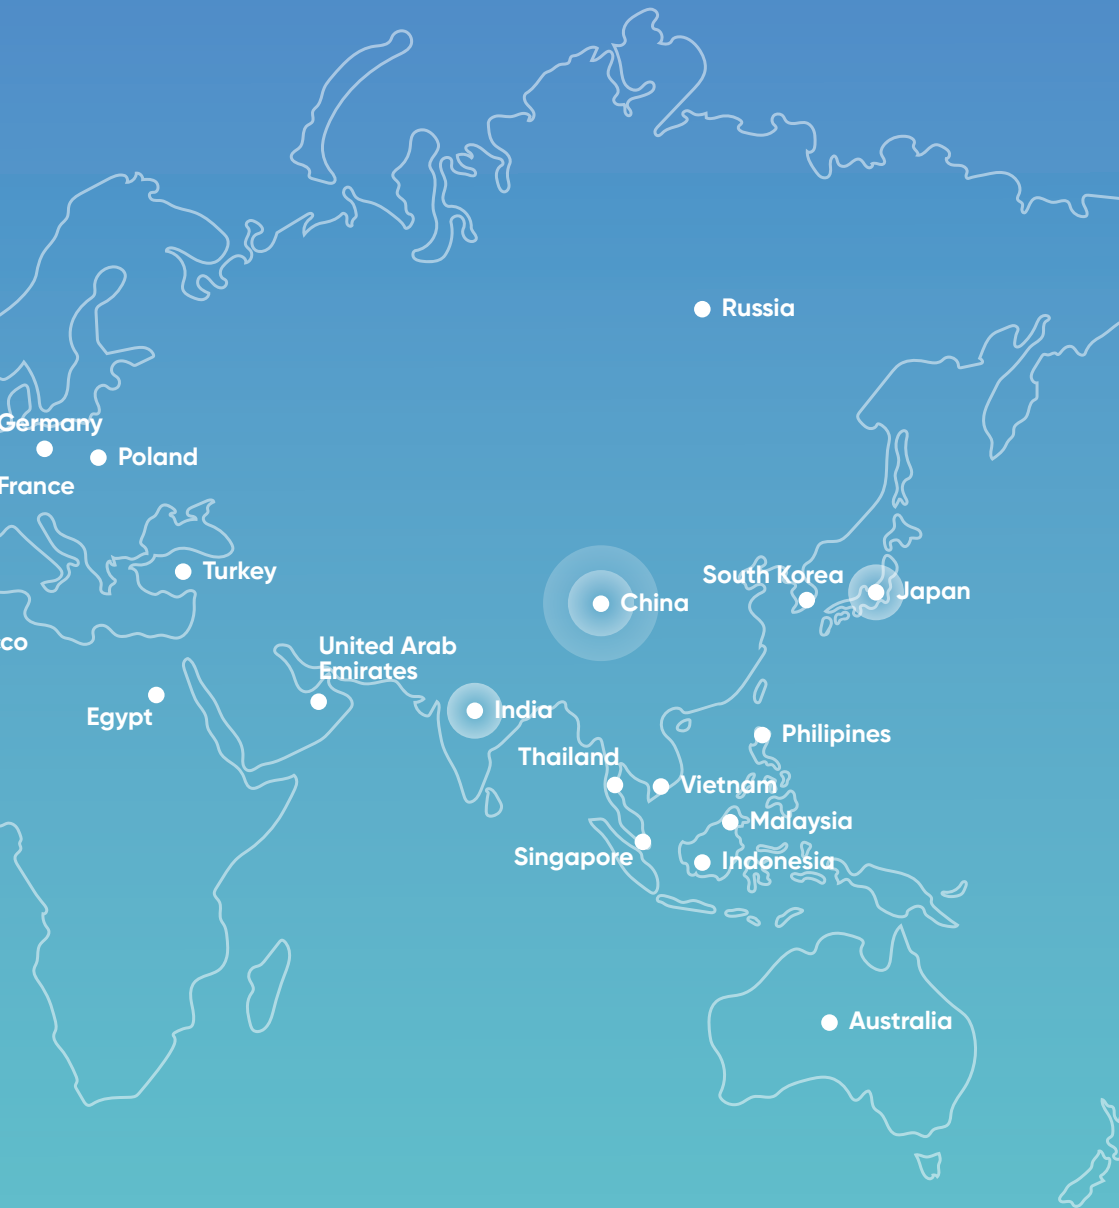 Russia
Germany
Poland
France
Turkey
South Korea
Japan
China
co
United Arab
Emirates
Egypt
India
Philipines
Thailand
Vietnam
Malaysia
Singapore
Indonesia
Australia